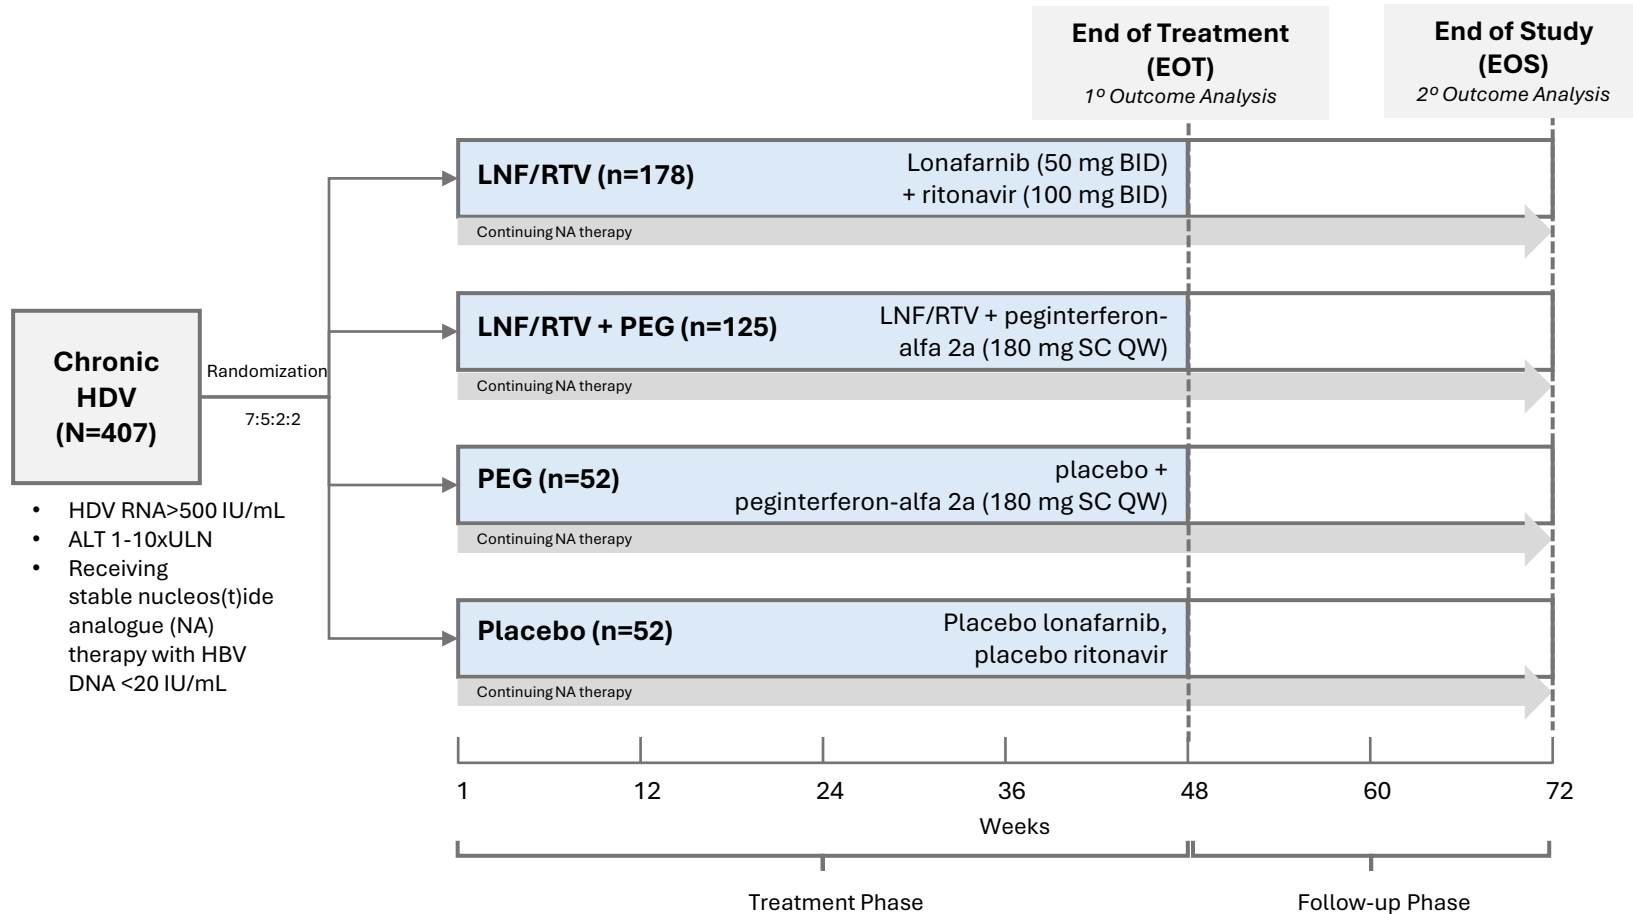 End of Treatment
(EOT)
1º Outcome Analysis
End of Study
(EOS)
2º Outcome Analysis
LNF/RTV (n=178)
Lonafarnib (50 mg BID)
+ ritonavir (100 mg BID)
Continuing NA therapy
LNF/RTV + PEG (n=125)
LNF/RTV + peginterferon-
alfa 2a (180 mg SC QW)
Continuing NA therapy
Chronic
HDV
(N=407)
Randomization
7:5:2:2
PEG (n=52)
placebo +
peginterferon-alfa 2a (180 mg SC QW)
Continuing NA therapy
• HDV RNA>500 IU/mL
• ALT 1-10xULN
• Receiving
stable nucleos(t)ide
analogue (NA)
therapy with HBV
DNA <20 IU/mL
Placebo (n=52)
Placebo lonafarnib,
placebo ritonavir
Continuing NA therapy
1 12 24 36 48 60 72
Weeks
Treatment Phase
Follow-up Phase